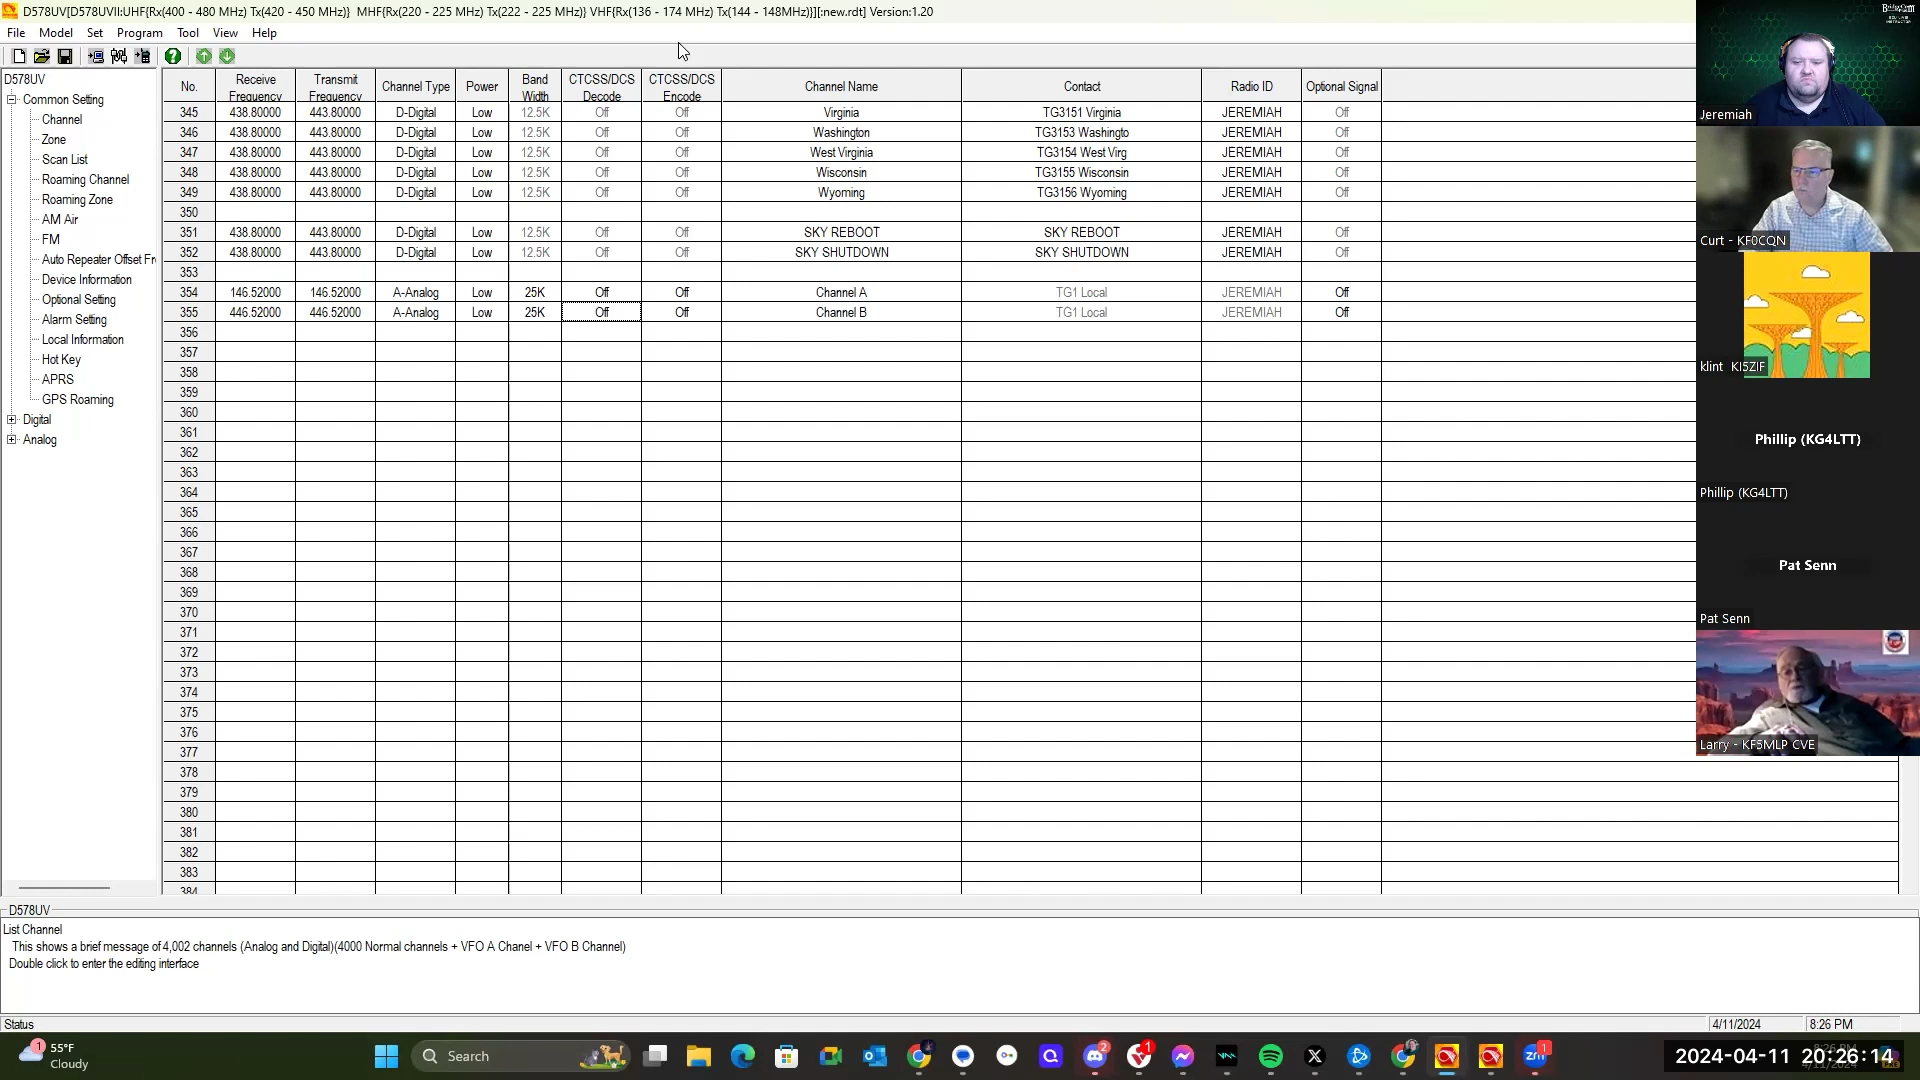 D578UV[D578UVII:UHF{Rx(400 - 480 MHz) Tx(420 - 450 MHz)}  MHF{Rx(220 - 225 MHz) Tx(222 - 225 MHz)} VHF{Rx(136 - 174 MHz) Tx(144 - 148MHz)}][:new.rdt] Version:1.20
File Model Set Program Tool View Help
D578UV
Common Setting
Channel
Zone
Scan List
Roaming Channel
Roaming Zone
AM Air
FM
Auto Repeater Offset Fr
Device Information
Optional Setting
Alarm Setting
Local Information
Hot Key
APRS
GPS Roaming
Digital
Analog
No. Receive Frequency Transmit Frequency Channel Type Power Band Width CTCSS/DCS Decode CTCSS/DCS Encode Channel Name Contact Radio ID Optional Signal
345 438.80000 443.80000 D-Digital Low 12.5K Off Off Virginia TG3151 Virginia JEREMIAH Off
346 438.80000 443.80000 D-Digital Low 12.5K Off Off Washington TG3153 Washingto JEREMIAH Off
347 438.80000 443.80000 D-Digital Low 12.5K Off Off West Virginia TG3154 West Virg JEREMIAH Off
348 438.80000 443.80000 D-Digital Low 12.5K Off Off Wisconsin TG3155 Wisconsin JEREMIAH Off
349 438.80000 443.80000 D-Digital Low 12.5K Off Off Wyoming TG3156 Wyoming JEREMIAH Off
350
351 438.80000 443.80000 D-Digital Low 12.5K Off Off SKY REBOOT SKY REBOOT JEREMIAH Off
352 438.80000 443.80000 D-Digital Low 12.5K Off Off SKY SHUTDOWN SKY SHUTDOWN JEREMIAH Off
353
354 146.52000 146.52000 A-Analog Low 25K Off Off Channel A TG1 Local JEREMIAH Off
355 446.52000 446.52000 A-Analog Low 25K Off Off Channel B TG1 Local JEREMIAH Off
356
357
358
359
360
361
362
363
364
365
366
367
368
369
370
371
372
373
374
375
376
377
378
379
380
381
382
383
384
Jeremiah
Curt - KF0CQN
klint KI5ZIF
Phillip (KG4LTT)
Phillip (KG4LTT)
Pat Senn
Pat Senn
Larry - KF5MLP CVE
D578UV
List Channel
This shows a brief message of 4,002 channels (Analog and Digital)(4000 Normal channels + VFO A Chanel + VFO B Channel)
Double click to enter the editing interface
Status 4/11/2024 8:26 PM
1 55°F
Cloudy
Search
2
1
1
2024-04-11 20:26:14